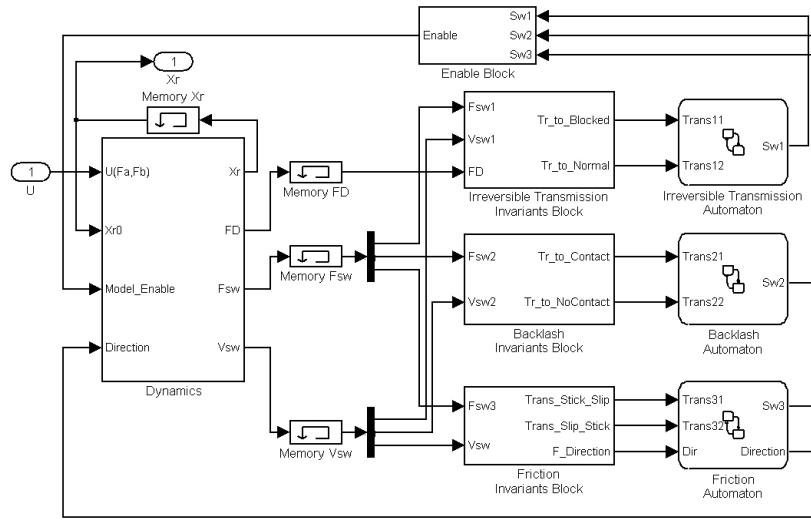 Sw1
Enable
Sw2
Sw3
Enable Block
1
Xr
Memory Xr
1
U
U(Fa,Fb)
Xr
Xr0
FD
Model_Enable
Fsw
Direction
Vsw
Dynamics
Memory FD
Memory Fsw
Memory Vsw
Fsw1
Tr_to_Blocked
Vsw1
Tr_to_Normal
FD
Irreversible Transmission
Invariants Block
Trans11
Sw1
Trans12
Irreversible Transmission
Automaton
Fsw2
Tr_to_Contact
Vsw2
Tr_to_NoContact
Backlash
Invariants Block
Trans21
Sw2
Trans22
Backlash
Automaton
Fsw3
Trans_Stick_Slip
Trans_Slip_Stick
Vsw
F_Direction
Friction
Invariants Block
Trans31
Sw3
Trans32
Dir
Direction
Friction
Automaton